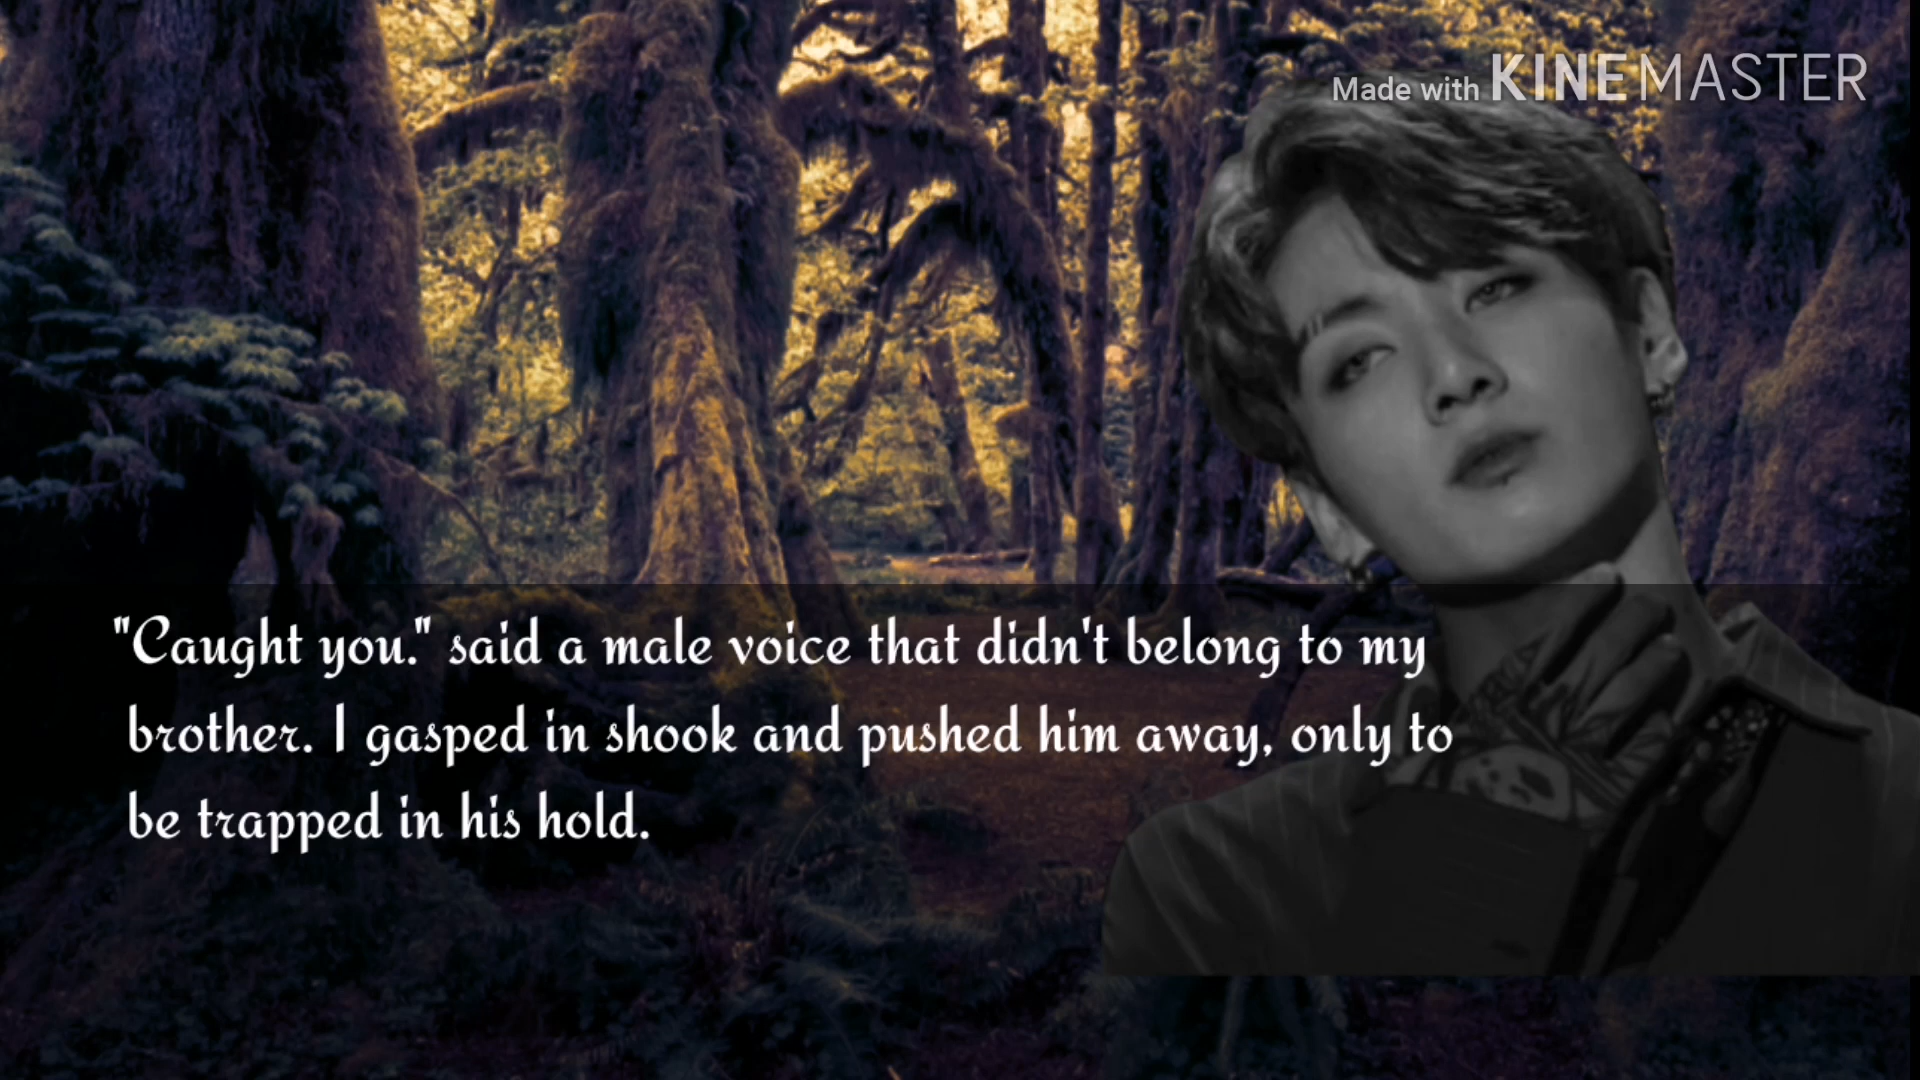 Made with KINEMASTER
"Caught you." said a male voice that didn't belong to my
brother. I gasped in shook and pushed him away, only to
be trapped in his hold.